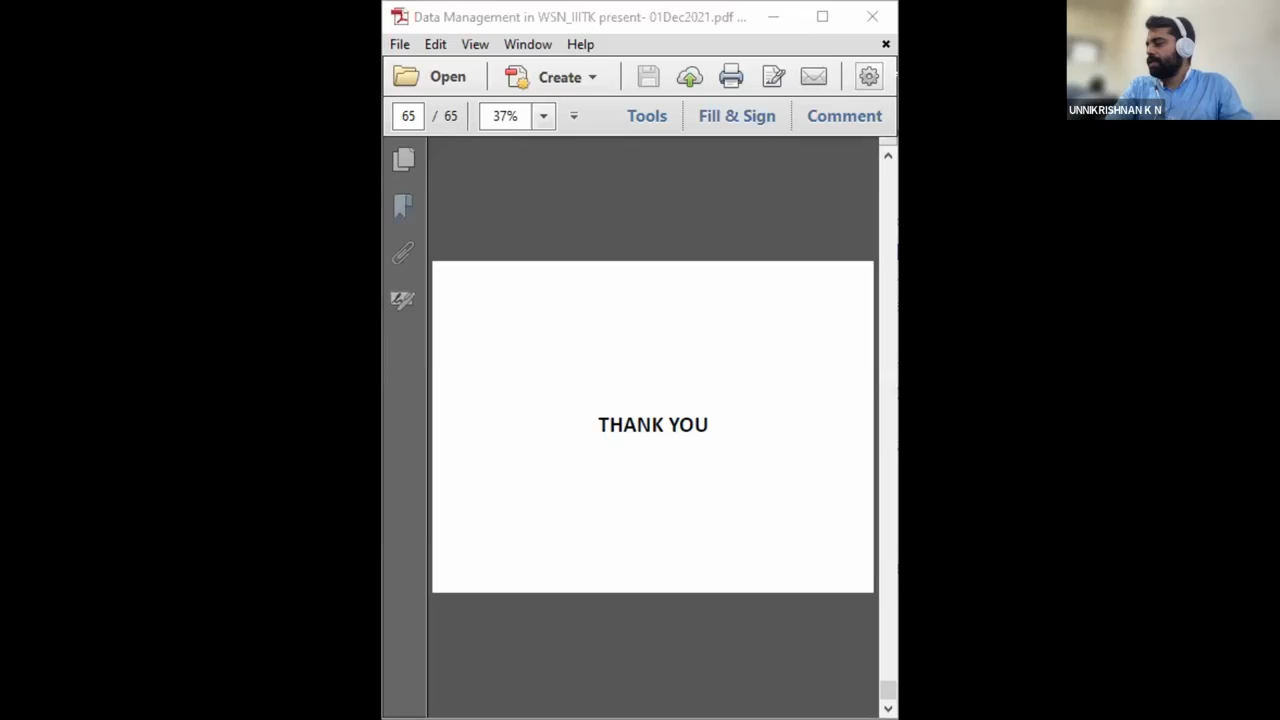 Data Management in WSN_IIITK present- 01Dec2021.pdf ...
File Edit View Window Help
Open Create
65 / 65 37% Tools Fill & Sign Comment
THANK YOU
UNNIKRISHNAN K N